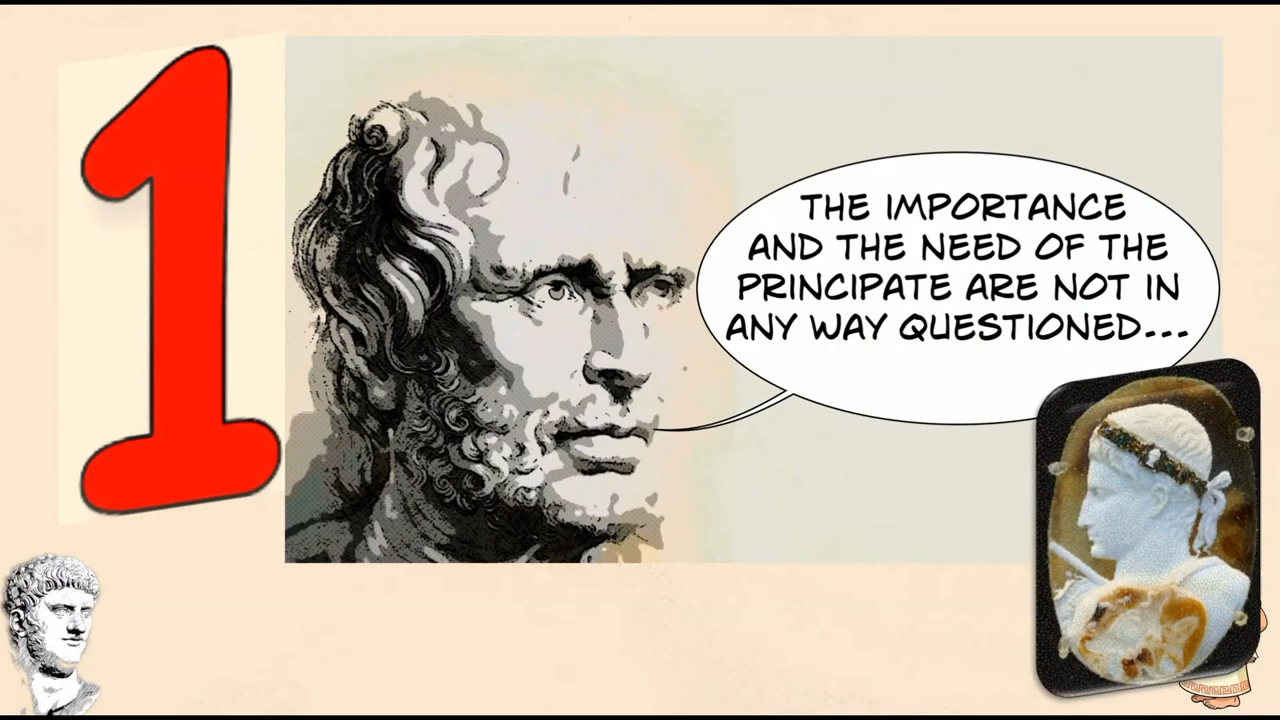 1
THE IMPORTANCE
AND THE NEED OF THE
PRINCIPATE ARE NOT IN
ANY WAY QUESTIONED...